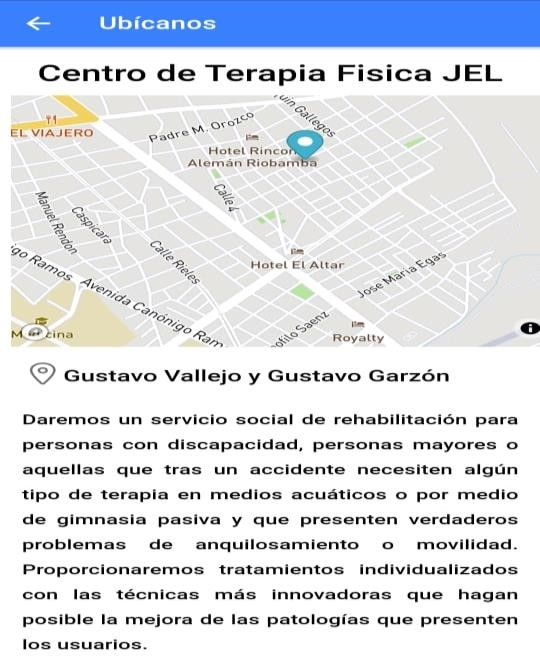 Ubícanos
Centro de Terapia Fisica JEL
EL VIAJERO
Padre M. Orozco
Gallegos
Hotel Rincon
Alemán Riobamba
Manuel Rendon
Caspicara
Calle 4
Calle Rieles
Hotel El Altar
Jose Maria Egas
Ramos
Avenida Canónigo Ram
Saenz
Royalty
Gustavo Vallejo y Gustavo Garzón
Daremos un servicio social de rehabilitación para
personas con discapacidad, personas mayores o
aquellas que tras un accidente necesiten algún
tipo de terapia en medios acuáticos o por medio
de gimnasia pasiva y que presenten verdaderos
problemas de anquilosamiento o movilidad.
Proporcionaremos tratamientos individualizados
con las técnicas más innovadoras que hagan
posible la mejora de las patologías que presenten
los usuarios.